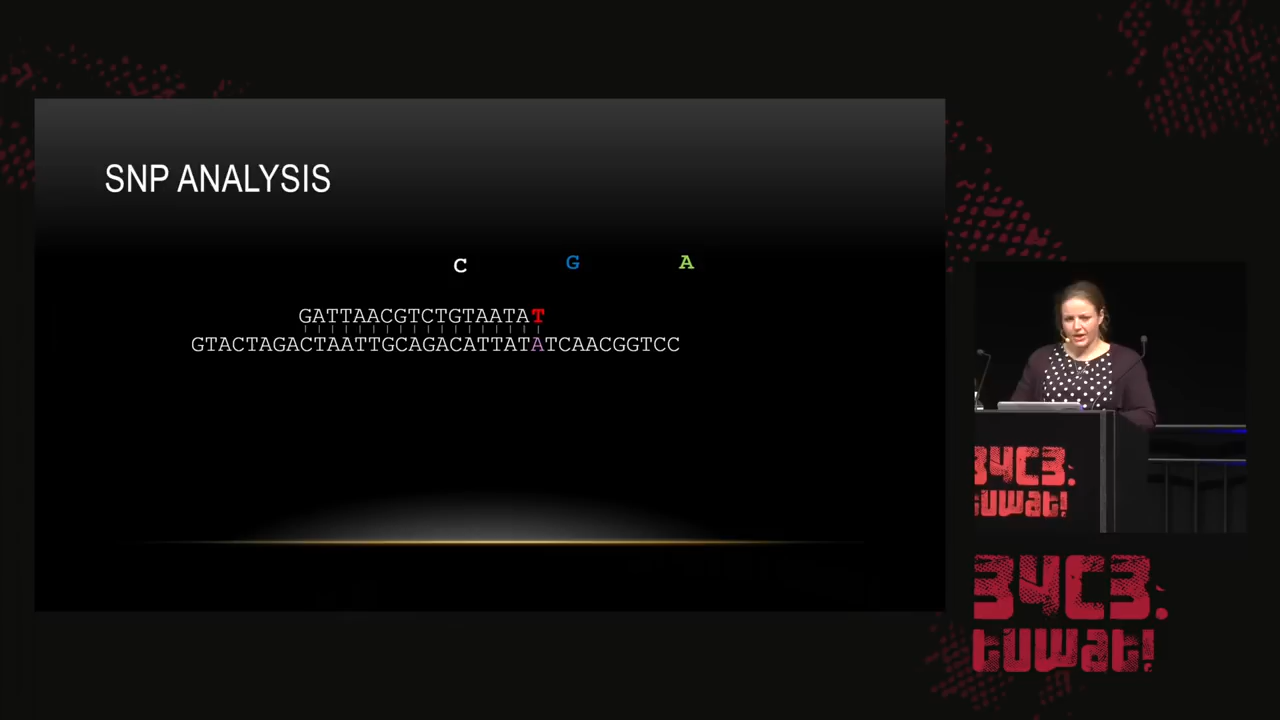 SNP ANALYSIS
C G A
GATTAACGTCTGTAATAT
GTACTAGACTAATTGCAGACATTATATCAACGGTCC
34C3.
tuwat!
34C3.
tuwat!